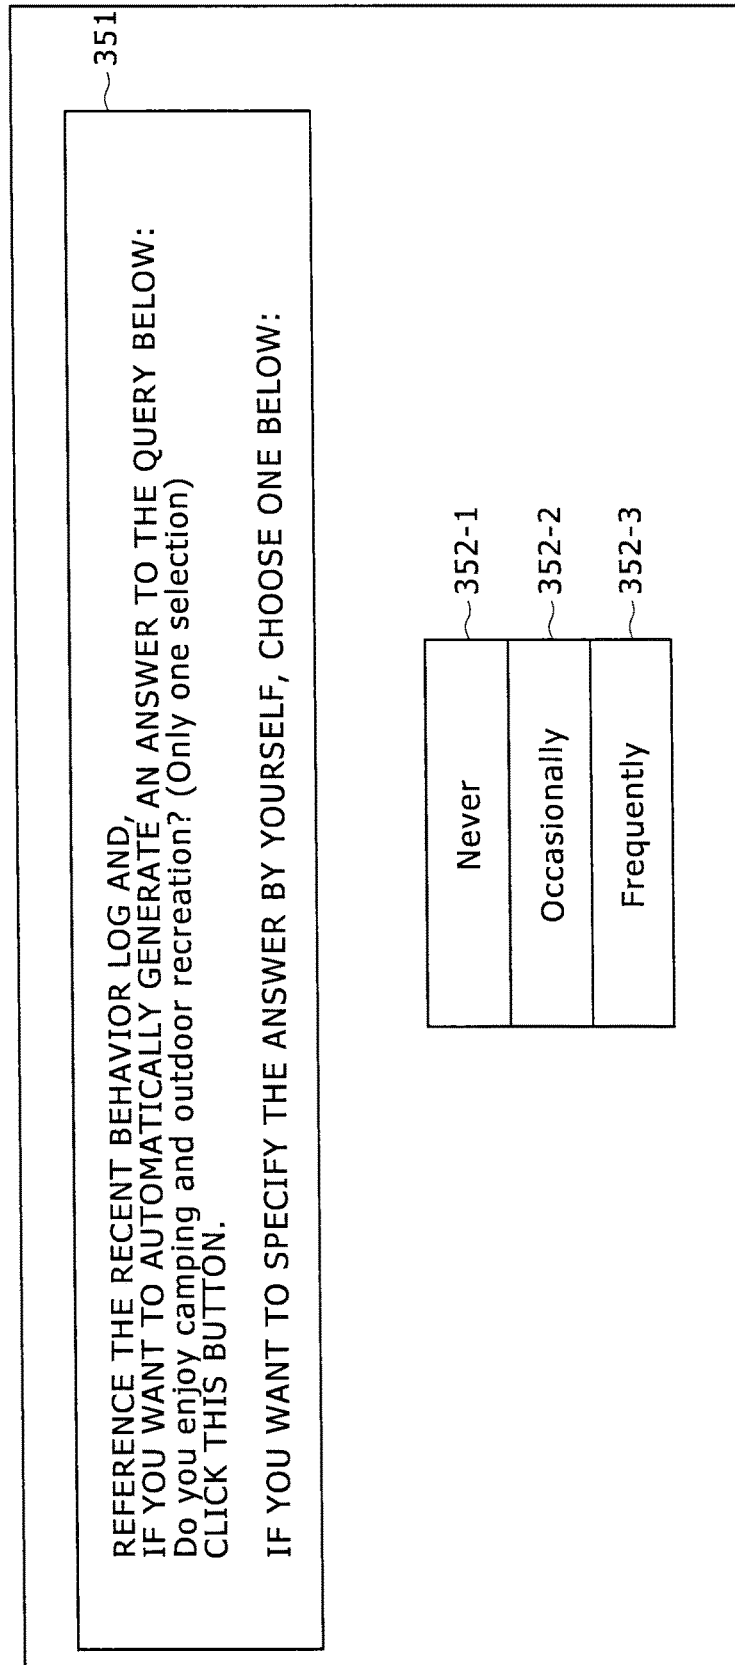 351
REFERENCE THE RECENT BEHAVIOR LOG AND,
IF YOU WANT TO AUTOMATICALLY GENERATE AN ANSWER TO THE QUERY BELOW:
Do you enjoy camping and outdoor recreation? (Only one selection)
CLICK THIS BUTTON.
IF YOU WANT TO SPECIFY THE ANSWER BY YOURSELF, CHOOSE ONE BELOW:
Never 352-1
Occasionally 352-2
Frequently 352-3